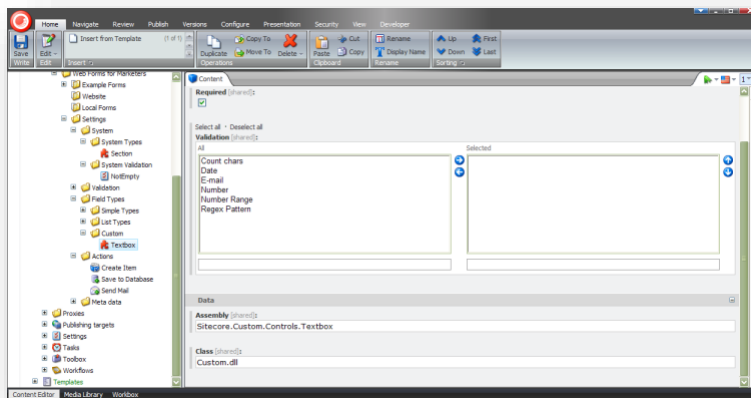 Home Navigate Review Publish Versions Configure Presentation Security View Developer
Insert from Template (1 of 1)
Copy To
Cut
Rename
Up First
Save Edit Duplicate Move To Delete Paste Copy Display Name Down Last
Write Edit Insert Operations Clipboard Rename Sorting
Web Forms for Marketers
Example Forms
Website
Local Forms
Settings
System
System Types
Section
System Validation
NotEmpty
Validation
Field Types
Simple Types
List Types
Custom
Textbox
Actions
Create Item
Save to Database
Send Mail
Meta data
Proxies
Publishing targets
Settings
Tasks
Toolbox
Workflows
Templates
Content
1
Required [shared]:
Select all · Deselect all
Validation [shared]:
All Selected
Count chars
Date
E-mail
Number
Number Range
Regex Pattern
Data
Assembly [shared]:
Sitecore.Custom.Controls.Textbox
Class [shared]:
Custom.dll
Content Editor Media Library Workbox